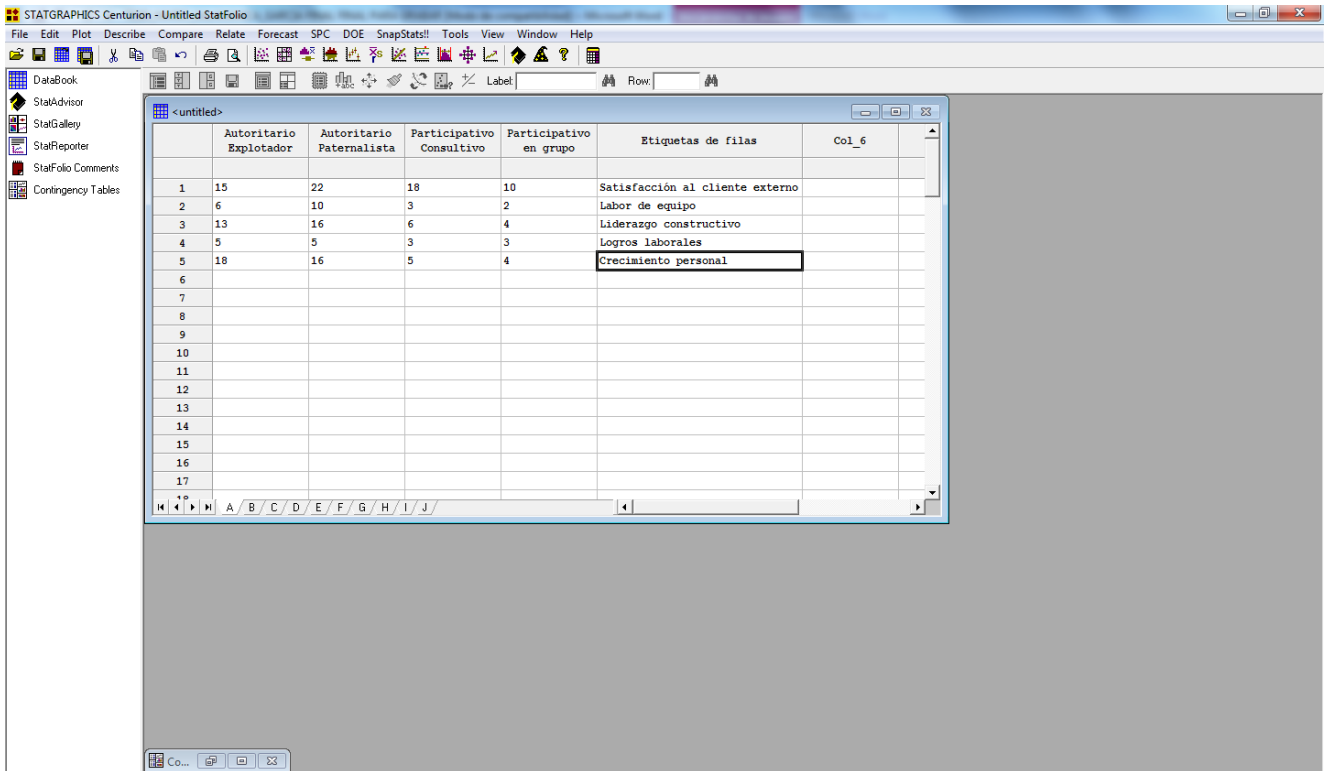 STATGRAPHICS Centurion - Untitled StatFolio
File Edit Plot Describe Compare Relate Forecast SPC DOE SnapStats!! Tools View Window Help
DataBook
StatAdvisor
StatGallery
StatReporter
StatFolio Comments
Contingency Tables
Label:
Row:
<untitled>
Autoritario Autoritario Participativo Participativo Etiquetas de filas Col_6
Explotador Paternalista Consultivo en grupo
1 15 22 18 10 Satisfacción al cliente externo
2 6 10 3 2 Labor de equipo
3 13 16 6 4 Liderazgo constructivo
4 5 5 3 3 Logros laborales
5 18 16 5 4 Crecimiento personal
6
7
8
9
10
11
12
13
14
15
16
17
18
A B C D E F G H I J
Co...